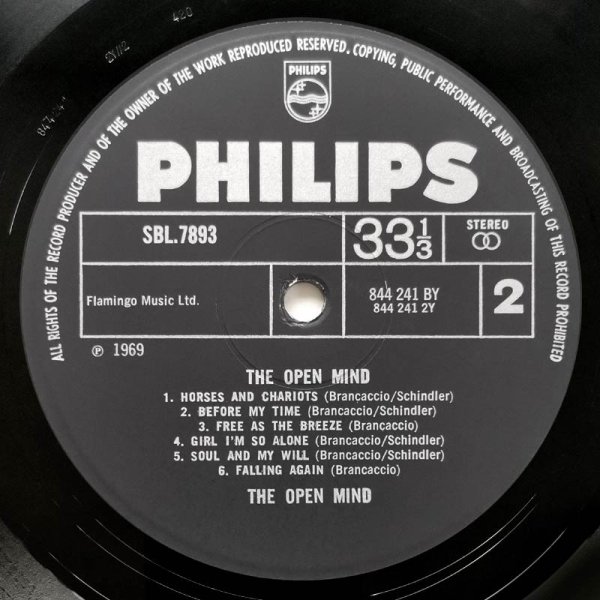 ALL RIGHTS OF THE RECORD PRODUCER AND OF THE OWNER OF THE WORK REPRODUCED RESERVED. COPYING, PUBLIC PERFORMANCE AND BROADCASTING OF THIS RECORD PROHIBITED
PHILIPS
PHILIPS
SBL.7893
33⅓
STEREO
Flamingo Music Ltd.
844 241 BY
844 241 2Y
2
℗ 1969
THE OPEN MIND
1. HORSES AND CHARIOTS (Brancaccio/Schindler)
2. BEFORE MY TIME (Brancaccio/Schindler)
3. FREE AS THE BREEZE (Brancaccio)
4. GIRL I'M SO ALONE (Brancaccio/Schindler)
5. SOUL AND MY WILL (Brancaccio/Schindler)
6. FALLING AGAIN (Brancaccio)
THE OPEN MIND
420